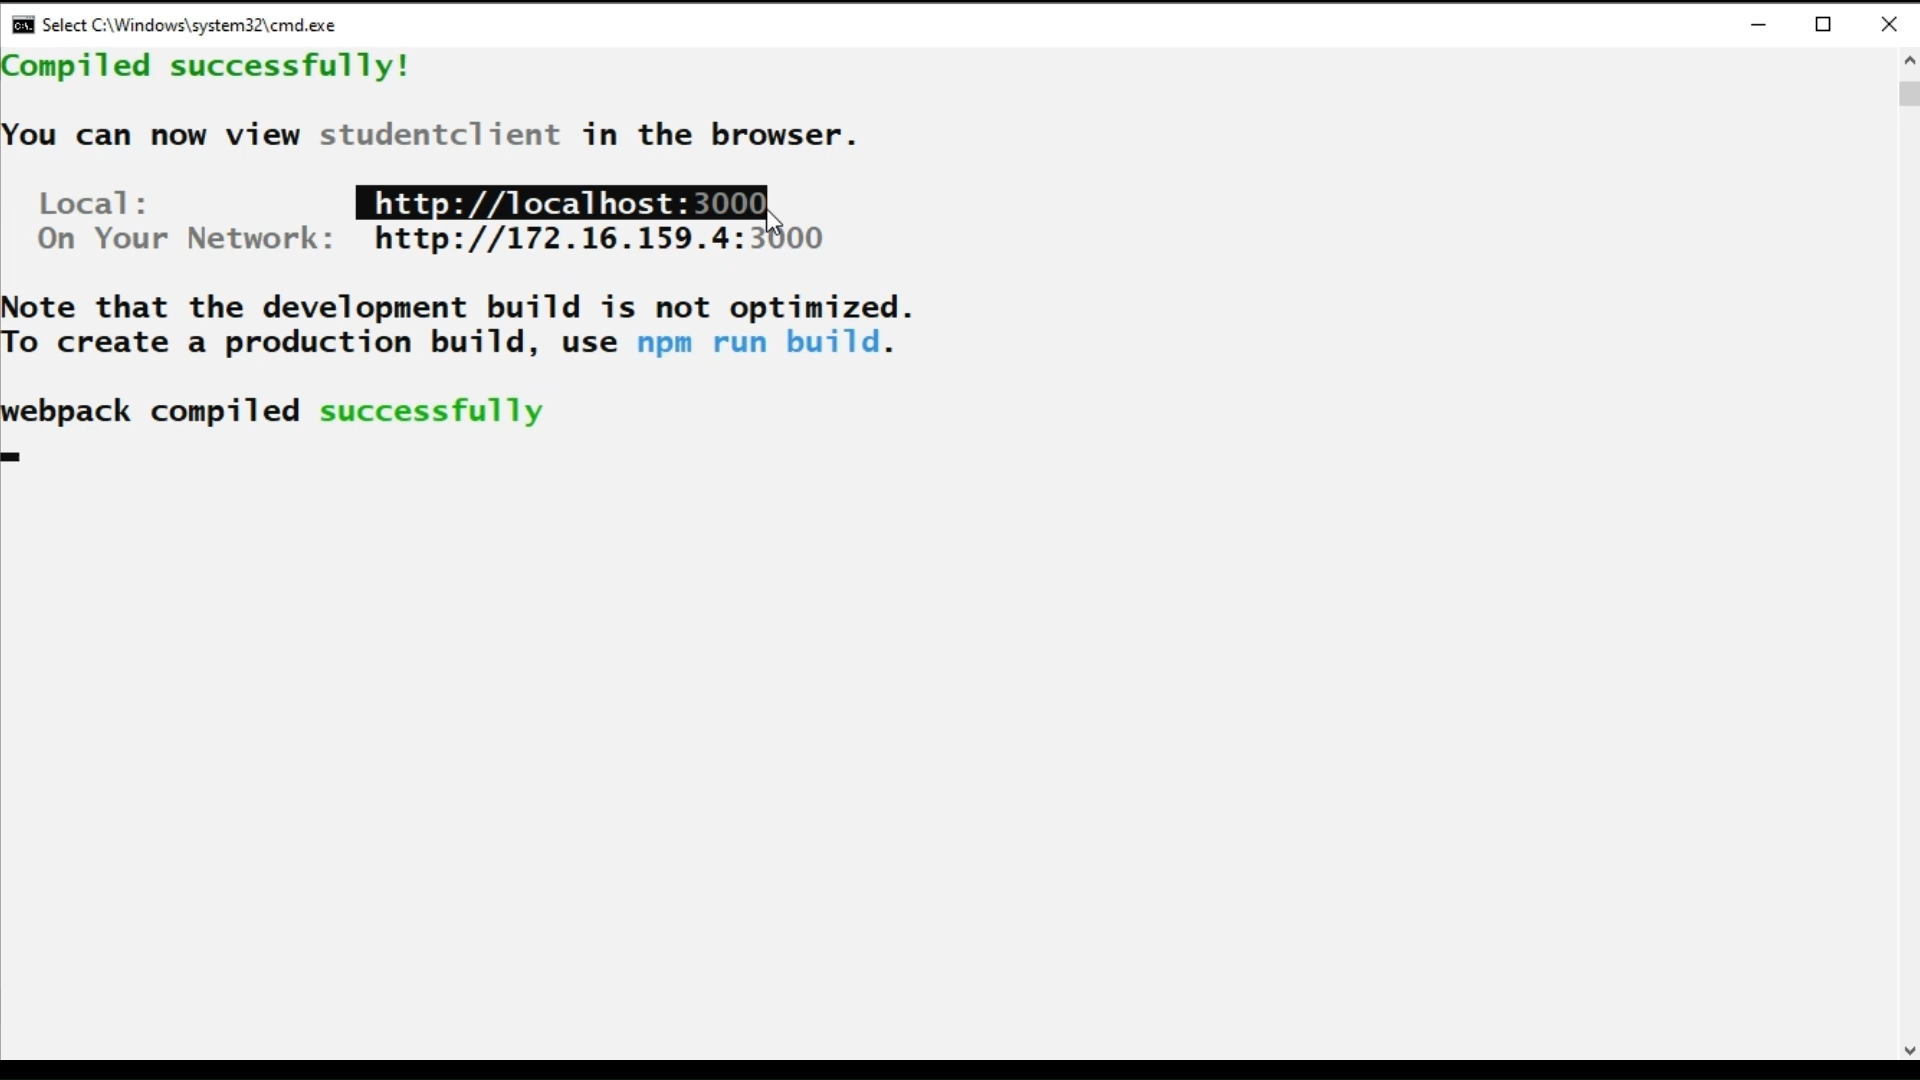 Select C:\Windows\system32\cmd.exe
Compiled successfully!
You can now view studentclient in the browser.
Local: http://localhost:3000
On Your Network: http://172.16.159.4:3000
Note that the development build is not optimized.
To create a production build, use npm run build.
webpack compiled successfully